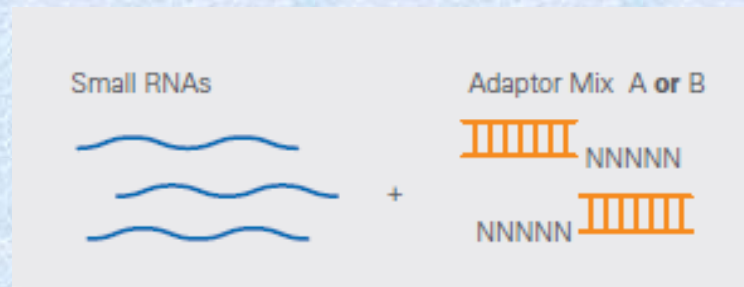 Small RNAs
Adaptor Mix A or B
NNNNN
+
NNNNN